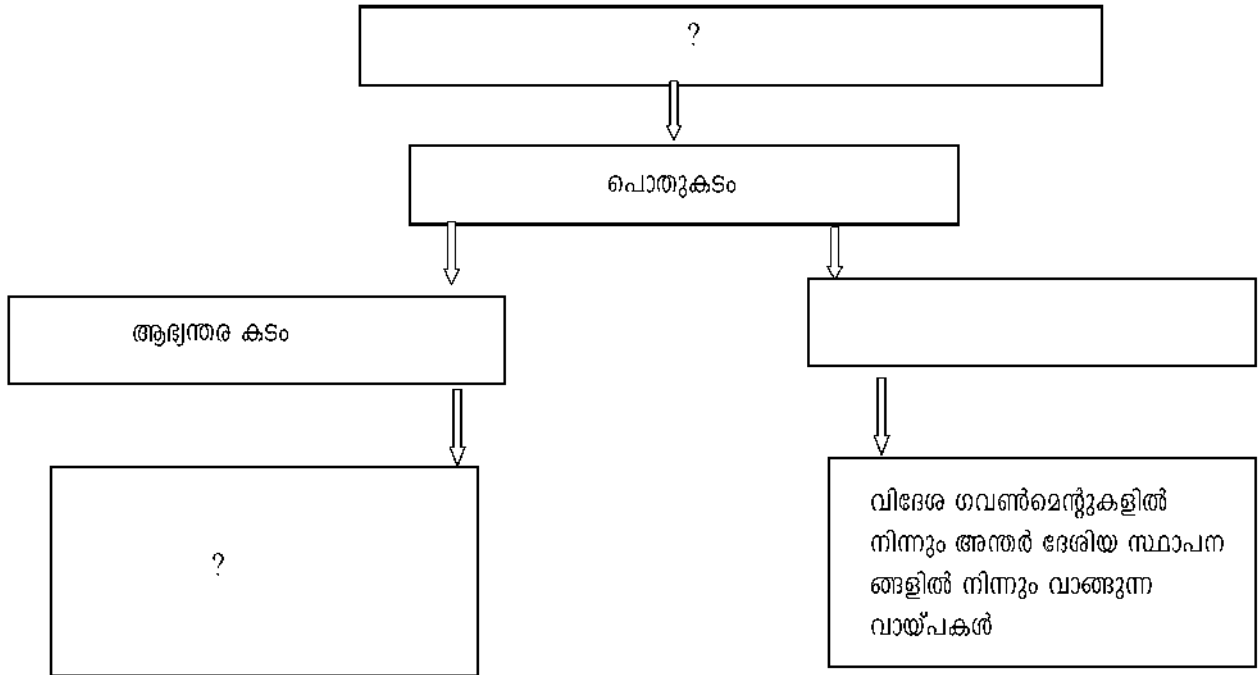 ?
പൊതുകടം
ആഭ്യന്തര കടം
?
വിദേശ ഗവൺമെന്റുകളിൽ
നിന്നും അന്തർ ദേശിയ സ്ഥാപന
ങ്ങളിൽ നിന്നും വാങ്ങുന്ന
വായ്പകൾ